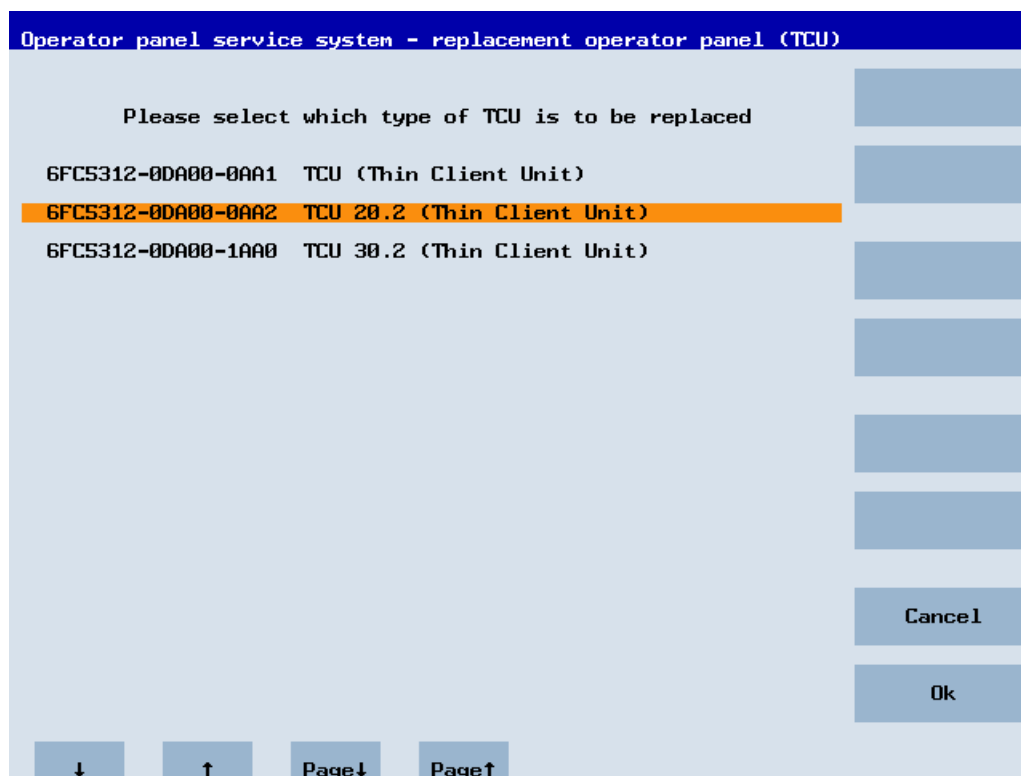 Operator panel service system - replacement operator panel (TCU)
Please select which type of TCU is to be replaced
6FC5312-0DA00-0AA1 TCU (Thin Client Unit)
6FC5312-0DA00-0AA2 TCU 20.2 (Thin Client Unit)
6FC5312-0DA00-1AA0 TCU 30.2 (Thin Client Unit)
Cancel
Ok
↓ ↑ Page↓ Page↑